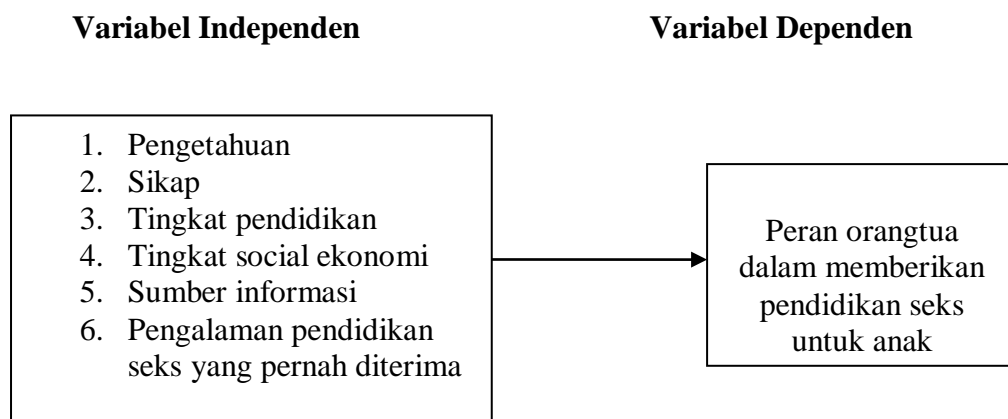 Variabel Independen
Variabel Dependen
1. Pengetahuan
2. Sikap
3. Tingkat pendidikan
4. Tingkat social ekonomi
5. Sumber informasi
6. Pengalaman pendidikan
seks yang pernah diterima
Peran orangtua
dalam memberikan
pendidikan seks
untuk anak